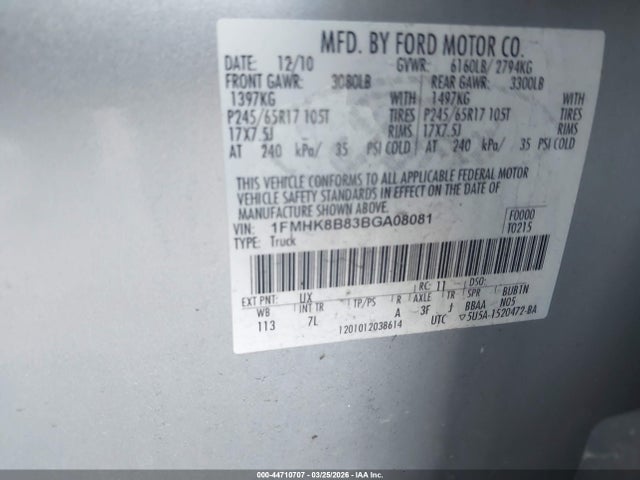 MFD. BY FORD MOTOR CO.
DATE: 12/10 GVWR: 6160LB/ 2794KG
FRONT GAWR: 3080LB REAR GAWR: 3300LB
1397KG WITH 1497KG WITH
P245/65R17 105T TIRES P245/65R17 105T TIRES
17X7.5J RIMS 17X7.5J RIMS
AT 240 kPa/ 35 PSI COLD AT 240 kPa/ 35 PSI COLD
THIS VEHICLE CONFORMS TO ALL APPLICABLE FEDERAL MOTOR
VEHICLE SAFETY STANDARDS IN EFFECT ON THE DATE OF
MANUFACTURE SHOWN ABOVE.
VIN: 1FMHK8B83BGA08081 F0000
TYPE: Truck T0215
EXT PNT: UX RC: 11 DSO:
WB INT TR TP/PS R AXLE TR SPR BUBTN
113 7L A 3F J BBAA N05
1201012038614 UTC ▽5U5A-1520472-BA
000-44710707 - 03/25/2026 - IAA Inc.